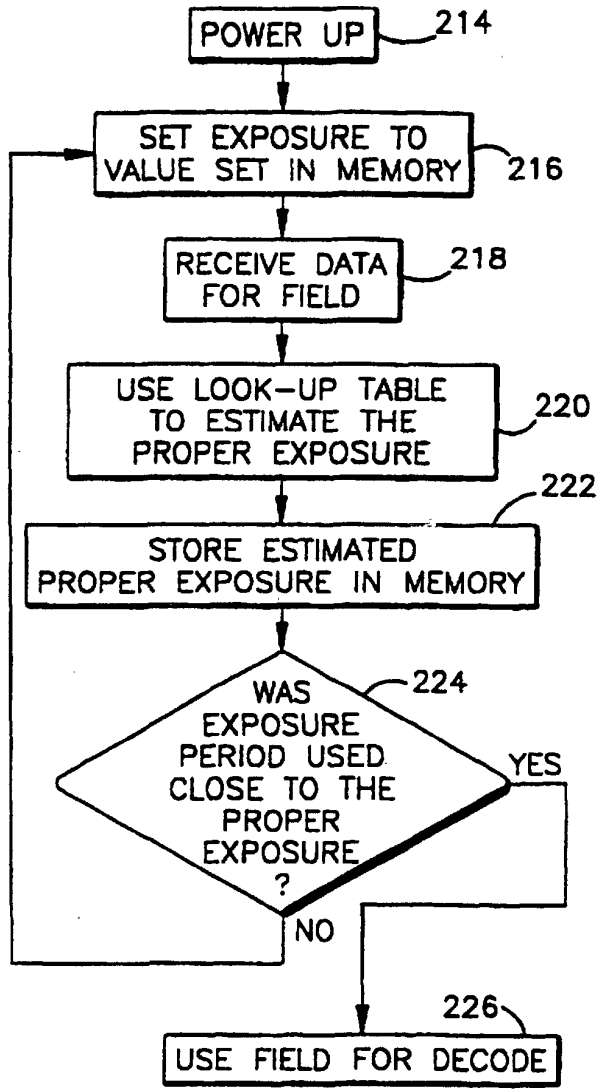 POWER UP
214
SET EXPOSURE TO
VALUE SET IN MEMORY
216
RECEIVE DATA
FOR FIELD
218
USE LOOK-UP TABLE
TO ESTIMATE THE
PROPER EXPOSURE
220
222
STORE ESTIMATED
PROPER EXPOSURE IN MEMORY
224
WAS
EXPOSURE
PERIOD USED
CLOSE TO THE
PROPER
EXPOSURE
?
YES
NO
226
USE FIELD FOR DECODE